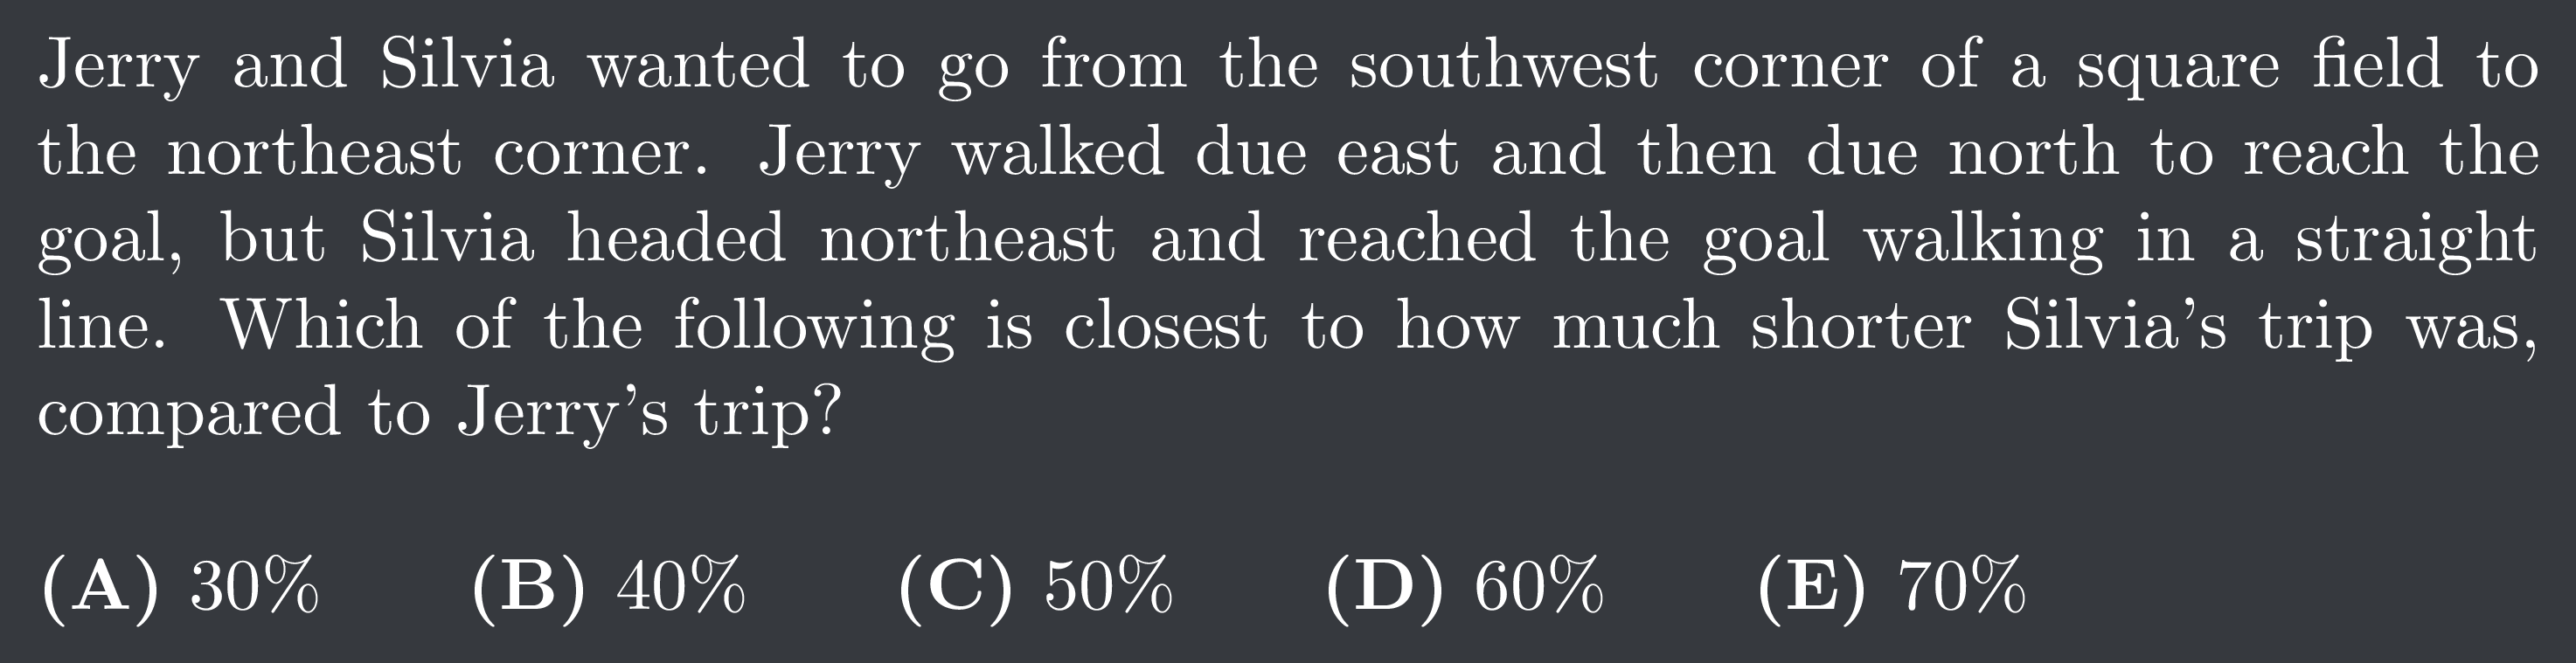 Jerry and Silvia wanted to go from the southwest corner of a square field to
the northeast corner. Jerry walked due east and then due north to reach the
goal, but Silvia headed northeast and reached the goal walking in a straight
line. Which of the following is closest to how much shorter Silvia's trip was,
compared to Jerry's trip?
(A) 30% (B) 40% (C) 50% (D) 60% (E) 70%